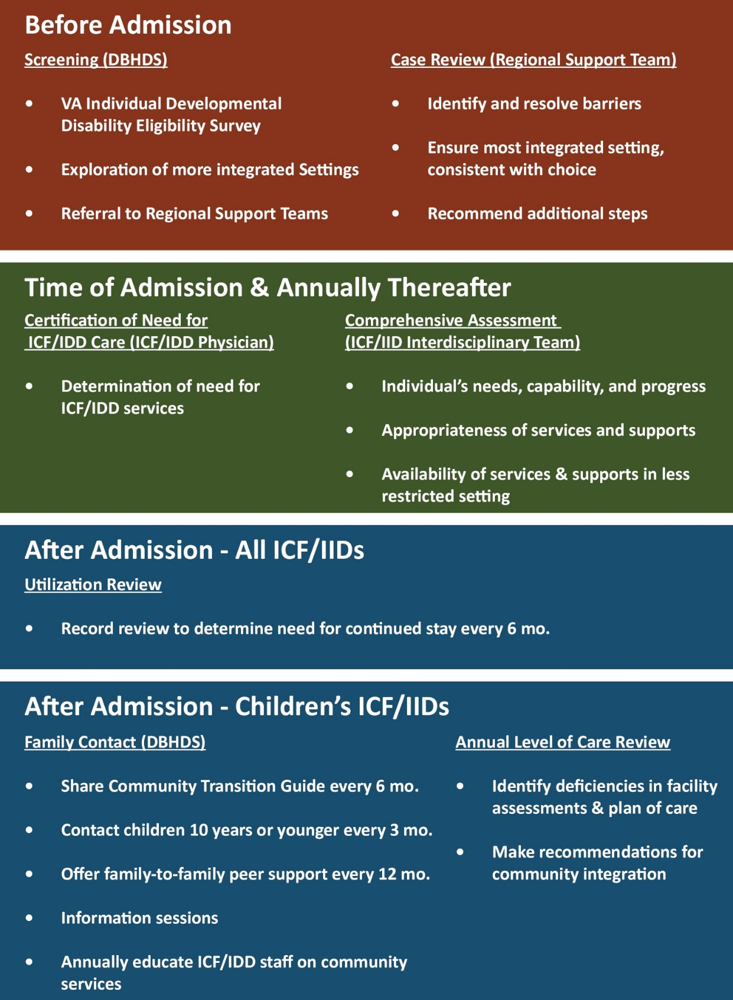 Before Admission
Screening (DBHDS)
• VA Individual Developmental
Disability Eligibility Survey
• Exploration of more integrated Settings
• Referral to Regional Support Teams
Case Review (Regional Support Team)
• Identify and resolve barriers
• Ensure most integrated setting,
consistent with choice
• Recommend additional steps
Time of Admission & Annually Thereafter
Certification of Need for
ICF/IDD Care (ICF/IDD Physician)
• Determination of need for
ICF/IDD services
Comprehensive Assessment
(ICF/IID Interdisciplinary Team)
• Individual’s needs, capability, and progress
• Appropriateness of services and supports
• Availability of services & supports in less
restricted setting
After Admission - All ICF/IIDs
Utilization Review
• Record review to determine need for continued stay every 6 mo.
After Admission - Children’s ICF/IIDs
Family Contact (DBHDS)
• Share Community Transition Guide every 6 mo.
• Contact children 10 years or younger every 3 mo.
• Offer family-to-family peer support every 12 mo.
• Information sessions
• Annually educate ICF/IDD staff on community
services
Annual Level of Care Review
• Identify deficiencies in facility
assessments & plan of care
• Make recommendations for
community integration